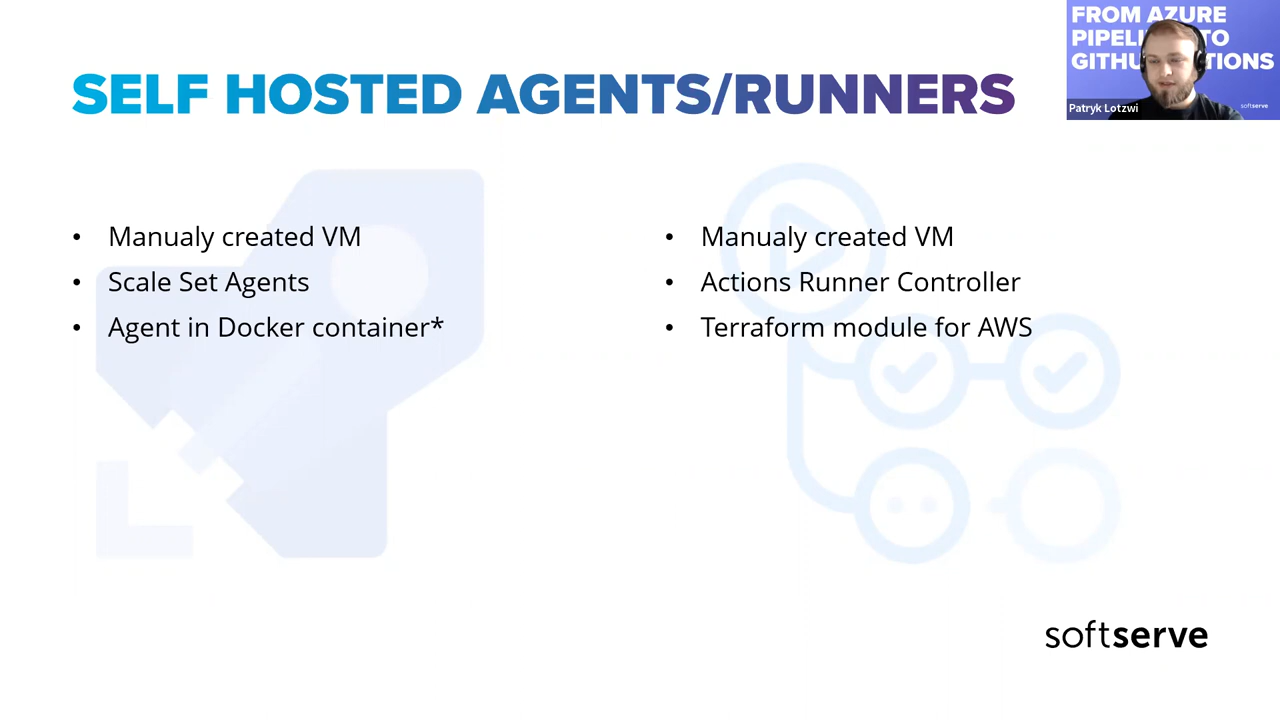 SELF HOSTED AGENTS/RUNNERS
• Manualy created VM
• Scale Set Agents
• Agent in Docker container*
• Manualy created VM
• Actions Runner Controller
• Terraform module for AWS
softserve
FROM AZURE
PIPELI TO
GITHU TIONS
Patryk Lotzwi
softserve